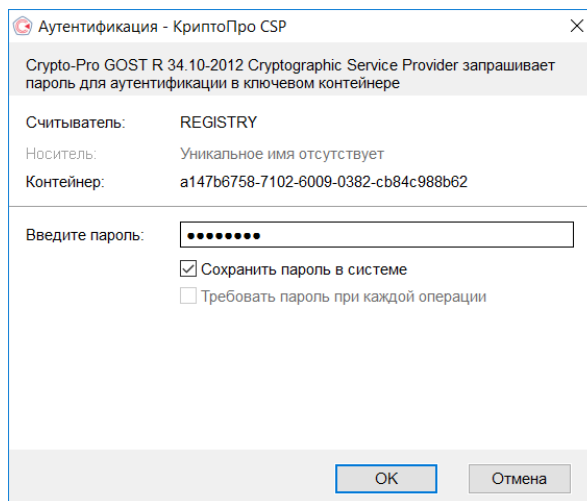 Аутентификация - КриптоПро CSP
Crypto-Pro GOST R 34.10-2012 Cryptographic Service Provider запрашивает
пароль для аутентификации в ключевом контейнере
Считыватель: REGISTRY
Носитель: Уникальное имя отсутствует
Контейнер: a147b6758-7102-6009-0382-cb84c988b62
Введите пароль: ●●●●●●●●
Сохранить пароль в системе
Требовать пароль при каждой операции
OK Отмена